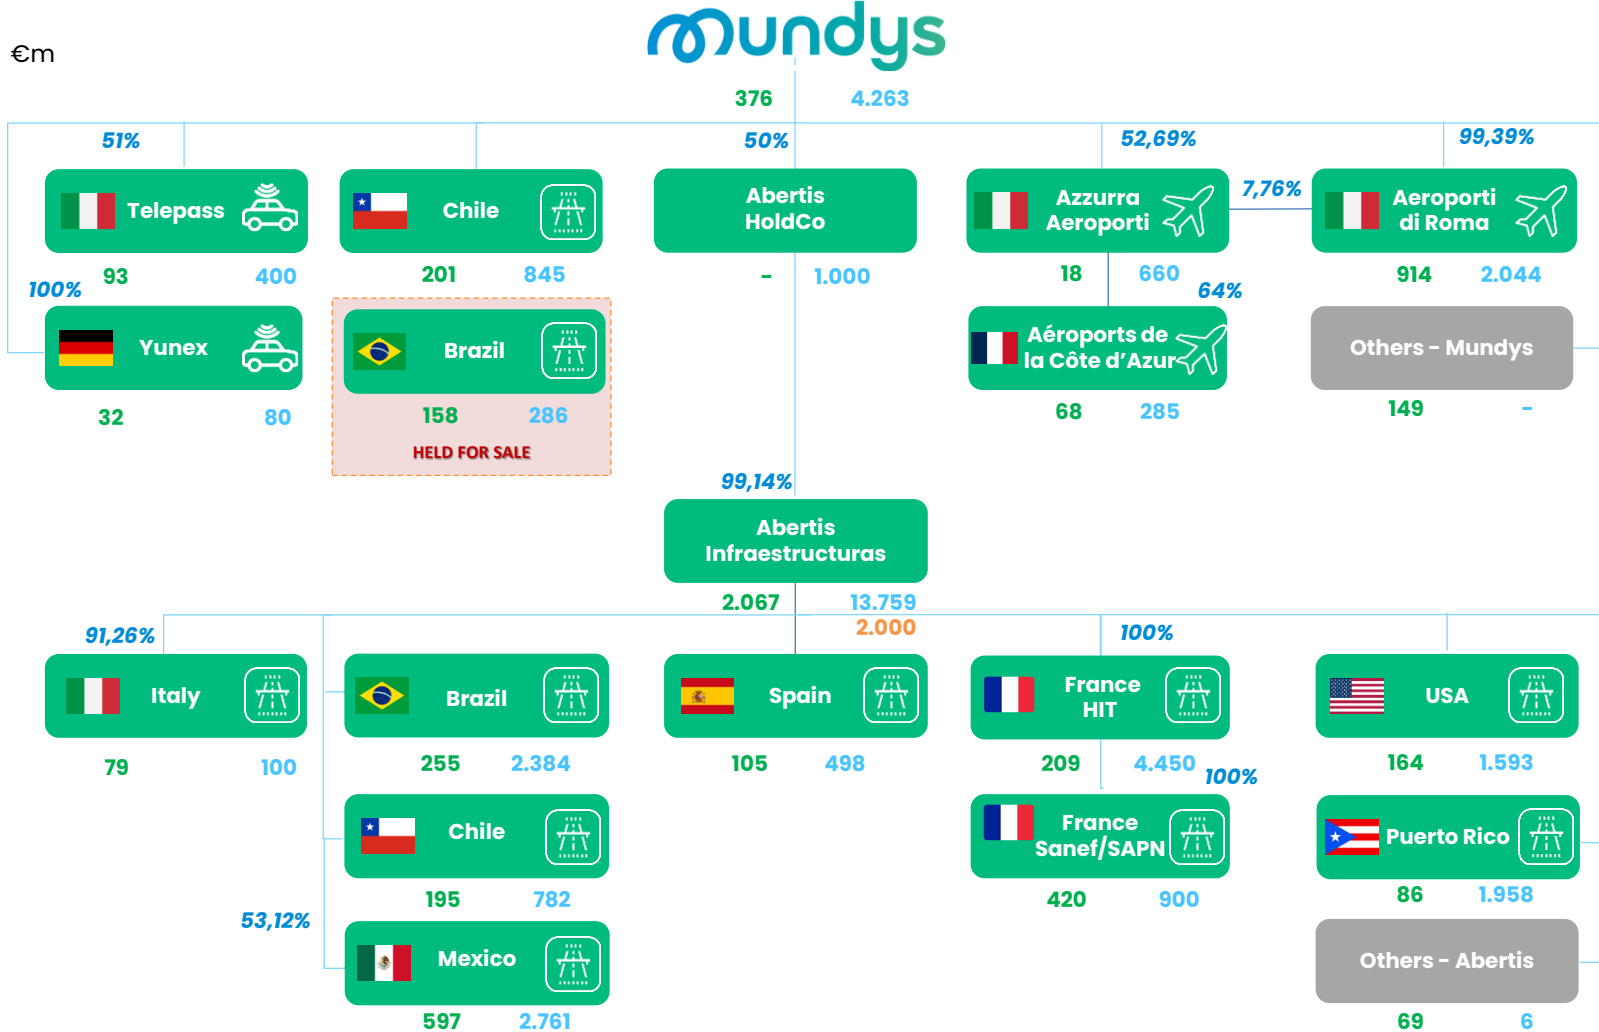 mundys
€m
376 4.263
51% 50% 52,69% 99,39%
Telepass
93 400
Chile
201 845
Abertis
HoldCo
– 1.000
Azzurra
Aeroporti
18 660
7,76%
Aeroporti
di Roma
914 2.044
100%
Yunex
32 80
Brazil
158 286
HELD FOR SALE
64%
Aéroports de
la Côte d’Azur
68 285
Others – Mundys
149 –
99,14%
Abertis
Infraestructuras
2.067 13.759
2.000
91,26%
Italy
79 100
Brazil
255 2.384
Spain
105 498
100%
France
HIT
209 4.450
USA
164 1.593
Chile
195 782
100%
France
Sanef/SAPN
420 900
Puerto Rico
86 1.958
53,12%
Mexico
597 2.761
Others – Abertis
69 6